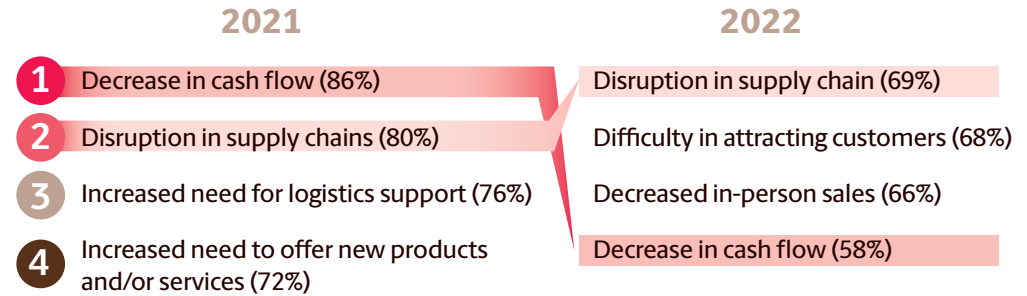 2021
2022
1
Decrease in cash flow (86%)
Disruption in supply chain (69%)
2
Disruption in supply chains (80%)
Difficulty in attracting customers (68%)
3
Increased need for logistics support (76%)
Decreased in-person sales (66%)
4
Increased need to offer new products
and/or services (72%)
Decrease in cash flow (58%)